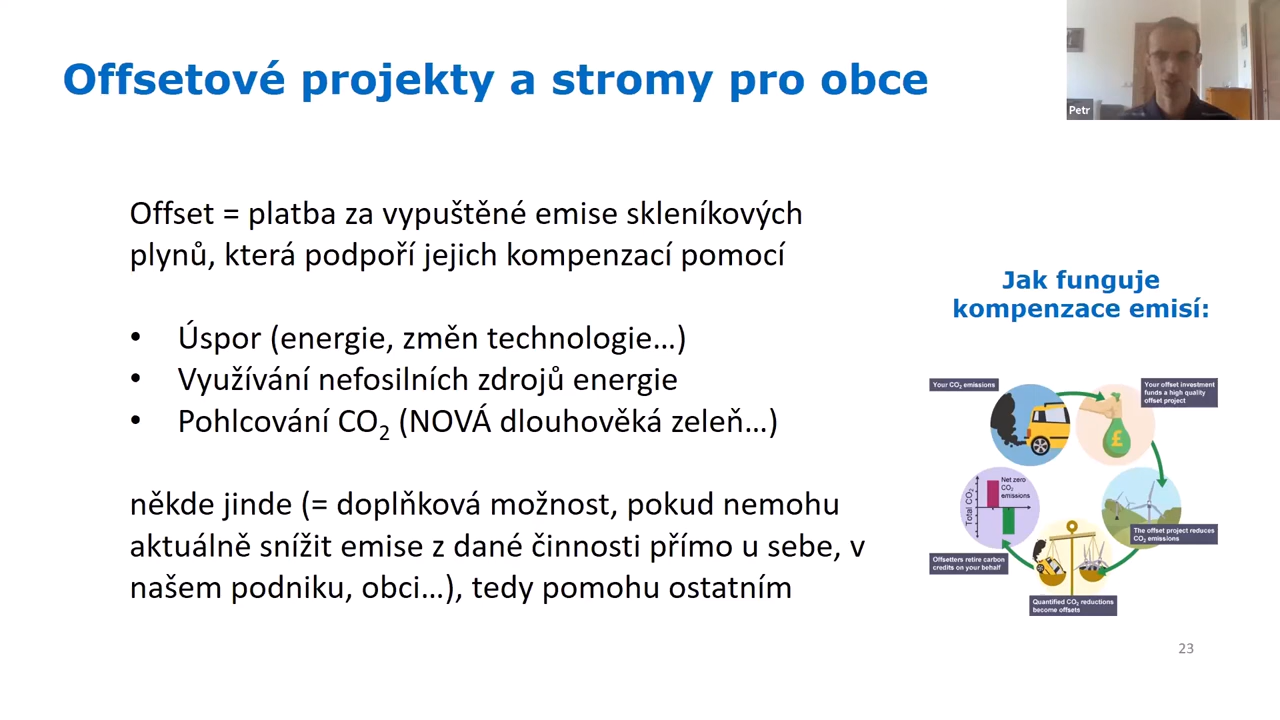 Offsetové projekty a stromy pro obce
Petr
Offset = platba za vypuštěné emise skleníkových
plynů, která podpoří jejich kompenzací pomocí
• Úspor (energie, změn technologie…)
• Využívání nefosilních zdrojů energie
• Pohlcování CO₂ (NOVÁ dlouhověká zeleň…)
někde jinde (= doplňková možnost, pokud nemohu
aktuálně snížit emise z dané činnosti přímo u sebe, v
našem podniku, obci…), tedy pomohu ostatním
Jak funguje
kompenzace emisí:
Your CO₂ emissions
Your offset investment
funds a high quality
offset project
£
The offset project reduces
CO₂ emissions
Quantified CO₂ reductions
become offsets
Offsetters retire carbon
credits on your behalf
Total CO₂
Net zero
CO₂
emissions
23